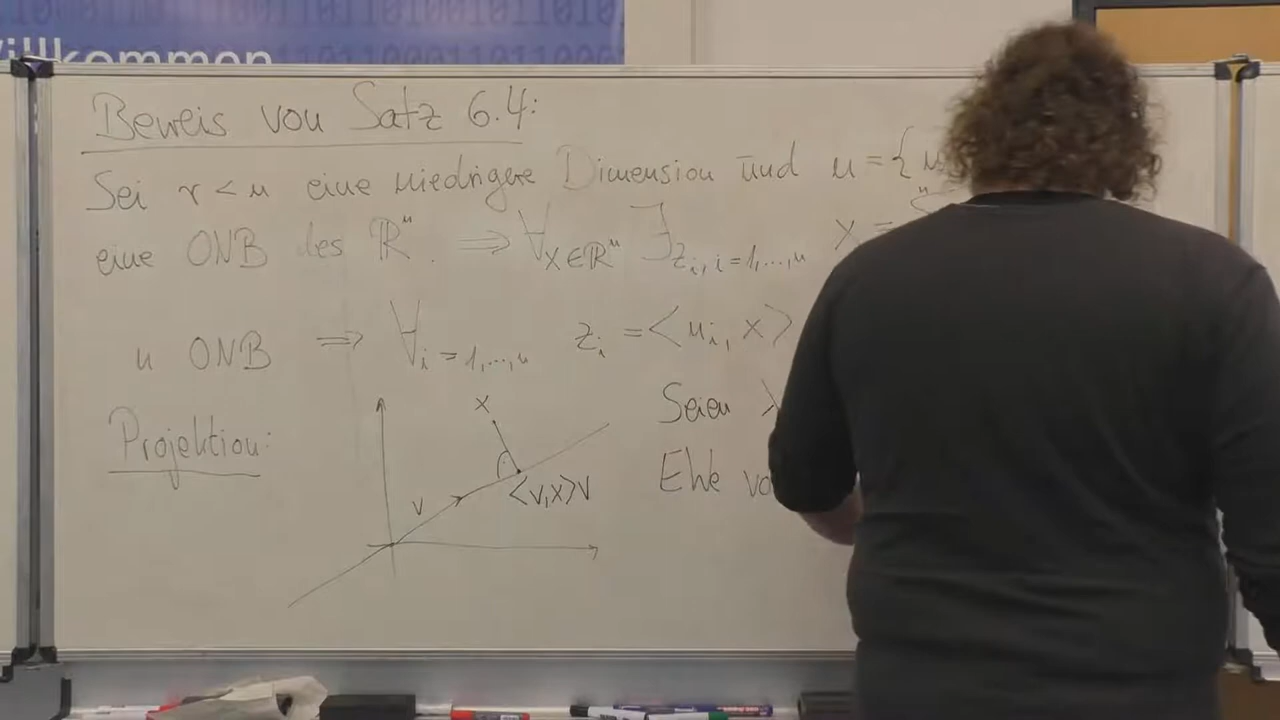 Willkommen
Beweis von Satz 6.4:
Sei r < n eine niedrigere Dimension und u = {u
eine ONB des ℝⁿ. ⇒ ∀x∈ℝⁿ ∃zᵢ, i=1,...,n x =
u ONB ⇒ ∀i=1,...,n zᵢ = <uᵢ, x>
Projektion:
x
v
<v,x>v
Seien λ
EWe vo